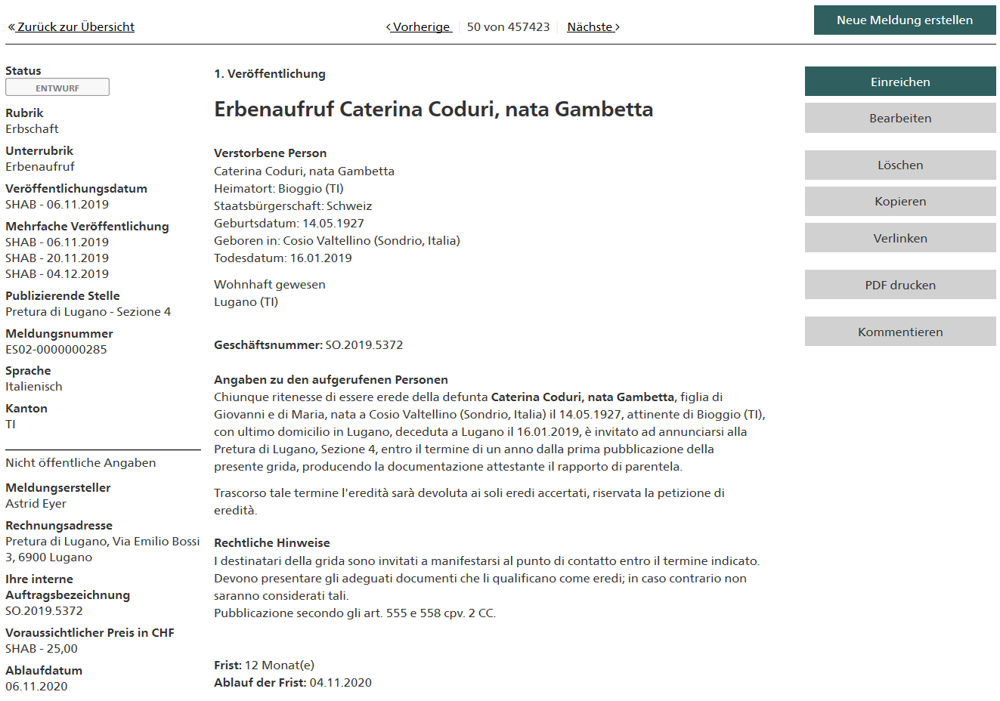 «Zurück zur Übersicht
‹Vorherige | 50 von 457423 | Nächste›
Neue Meldung erstellen
Status
ENTWURF
Rubrik
Erbschaft
Unterrubrik
Erbenaufruf
Veröffentlichungsdatum
SHAB - 06.11.2019
Mehrfache Veröffentlichung
SHAB - 06.11.2019
SHAB - 20.11.2019
SHAB - 04.12.2019
Publizierende Stelle
Pretura di Lugano - Sezione 4
Meldungsnummer
ES02-0000000285
Sprache
Italienisch
Kanton
TI
Nicht öffentliche Angaben
Meldungsersteller
Astrid Eyer
Rechnungsadresse
Pretura di Lugano, Via Emilio Bossi
3, 6900 Lugano
Ihre interne
Auftragsbezeichnung
SO.2019.5372
Voraussichtlicher Preis in CHF
SHAB - 25,00
Ablaufdatum
06.11.2020
1. Veröffentlichung
Erbenaufruf Caterina Coduri, nata Gambetta
Verstorbene Person
Caterina Coduri, nata Gambetta
Heimatort: Bioggio (TI)
Staatsbürgerschaft: Schweiz
Geburtsdatum: 14.05.1927
Geboren in: Cosio Valtellino (Sondrio, Italia)
Todesdatum: 16.01.2019
Wohnhaft gewesen
Lugano (TI)
Geschäftsnummer: SO.2019.5372
Angaben zu den aufgerufenen Personen
Chiunque ritenesse di essere erede della defunta Caterina Coduri, nata Gambetta, figlia di
Giovanni e di Maria, nata a Cosio Valtellino (Sondrio, Italia) il 14.05.1927, attinente di Bioggio (TI),
con ultimo domicilio in Lugano, deceduta a Lugano il 16.01.2019, è invitato ad annunciarsi alla
Pretura di Lugano, Sezione 4, entro il termine di un anno dalla prima pubblicazione della
presente grida, producendo la documentazione attestante il rapporto di parentela.
Trascorso tale termine l'eredità sarà devoluta ai soli eredi accertati, riservata la petizione di
eredità.
Rechtliche Hinweise
I destinatari della grida sono invitati a manifestarsi al punto di contatto entro il termine indicato.
Devono presentare gli adeguati documenti che li qualificano come eredi; in caso contrario non
saranno considerati tali.
Pubblicazione secondo gli art. 555 e 558 cpv. 2 CC.
Frist: 12 Monat(e)
Ablauf der Frist: 04.11.2020
Einreichen
Bearbeiten
Löschen
Kopieren
Verlinken
PDF drucken
Kommentieren